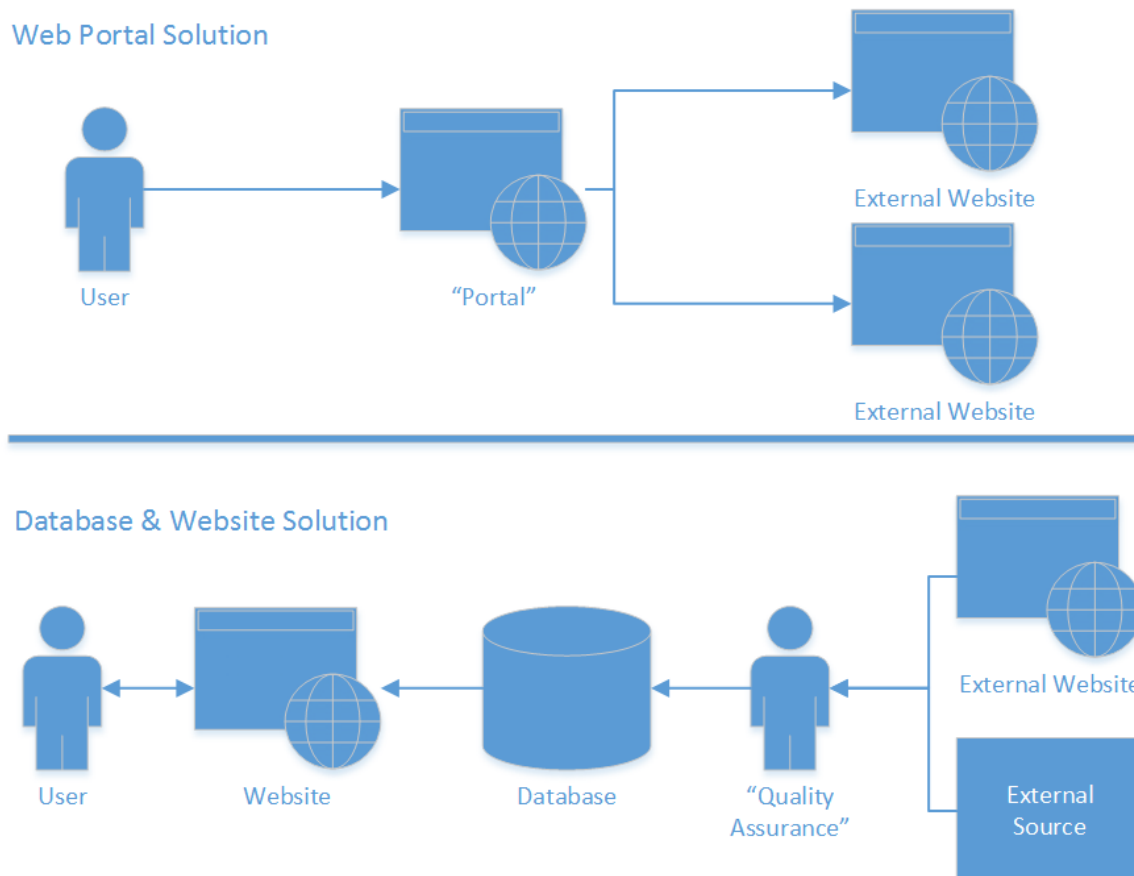 Web Portal Solution
User
“Portal”
External Website
External Website
Database & Website Solution
User
Website
Database
“Quality
Assurance”
External Website
External
Source